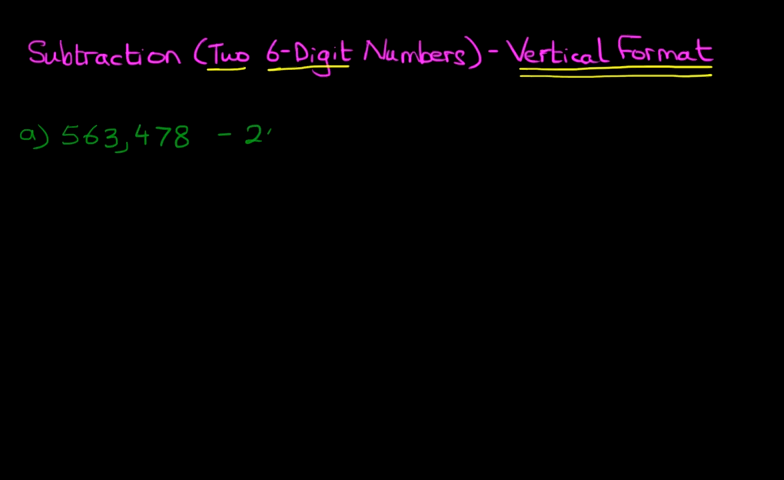 Subtraction (Two 6-Digit Numbers) - Vertical Format
a) 563,478 - 2